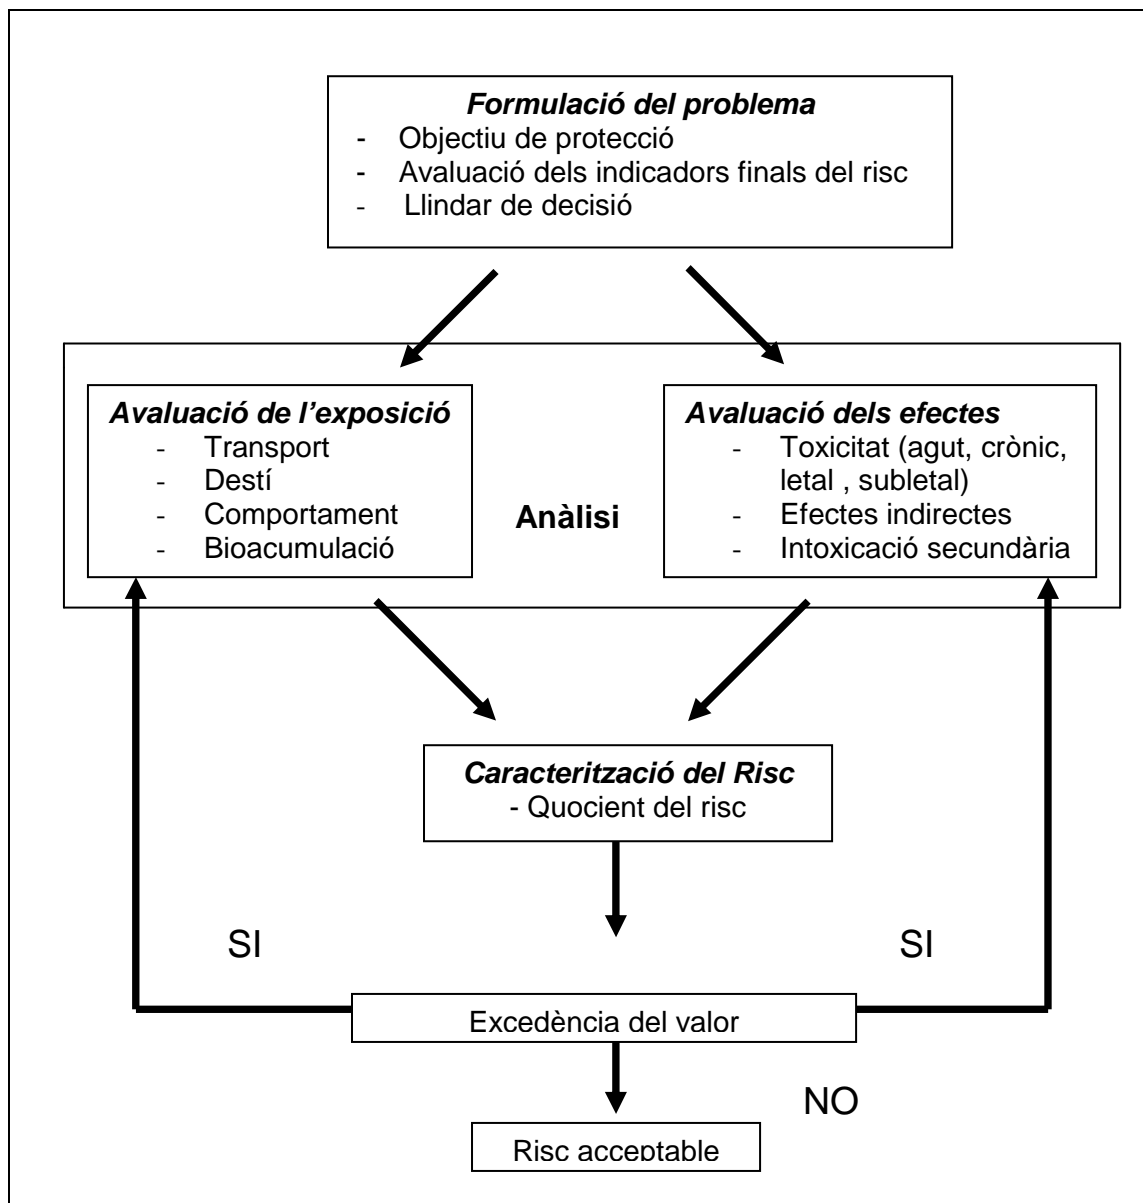 Formulació del problema
- Objectiu de protecció
- Avaluació dels indicadors finals del risc
- Llindar de decisió
Avaluació de l'exposició
- Transport
- Destí
- Comportament
- Bioacumulació
Anàlisi
Avaluació dels efectes
- Toxicitat (agut, crònic,
letal , subletal)
- Efectes indirectes
- Intoxicació secundària
Caracterització del Risc
- Quocient del risc
SI
SI
Excedència del valor
NO
Risc acceptable